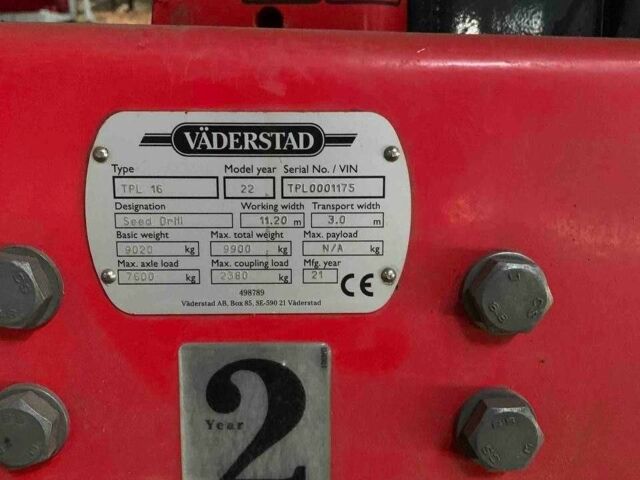 VÄDERSTAD
Type Model year Serial No. / VIN
TPL 16 22 TPL0001175
Designation Working width Transport width
Seed Drill 11.20 m 3.0 m
Basic weight Max. total weight Max. payload
9020 kg 9900 kg N/A kg
Max. axle load Max. coupling load Mfg. year
7600 kg 2380 kg 21 CE
498789
Väderstad AB, Box 85, SE-590 21 Väderstad
2
Year